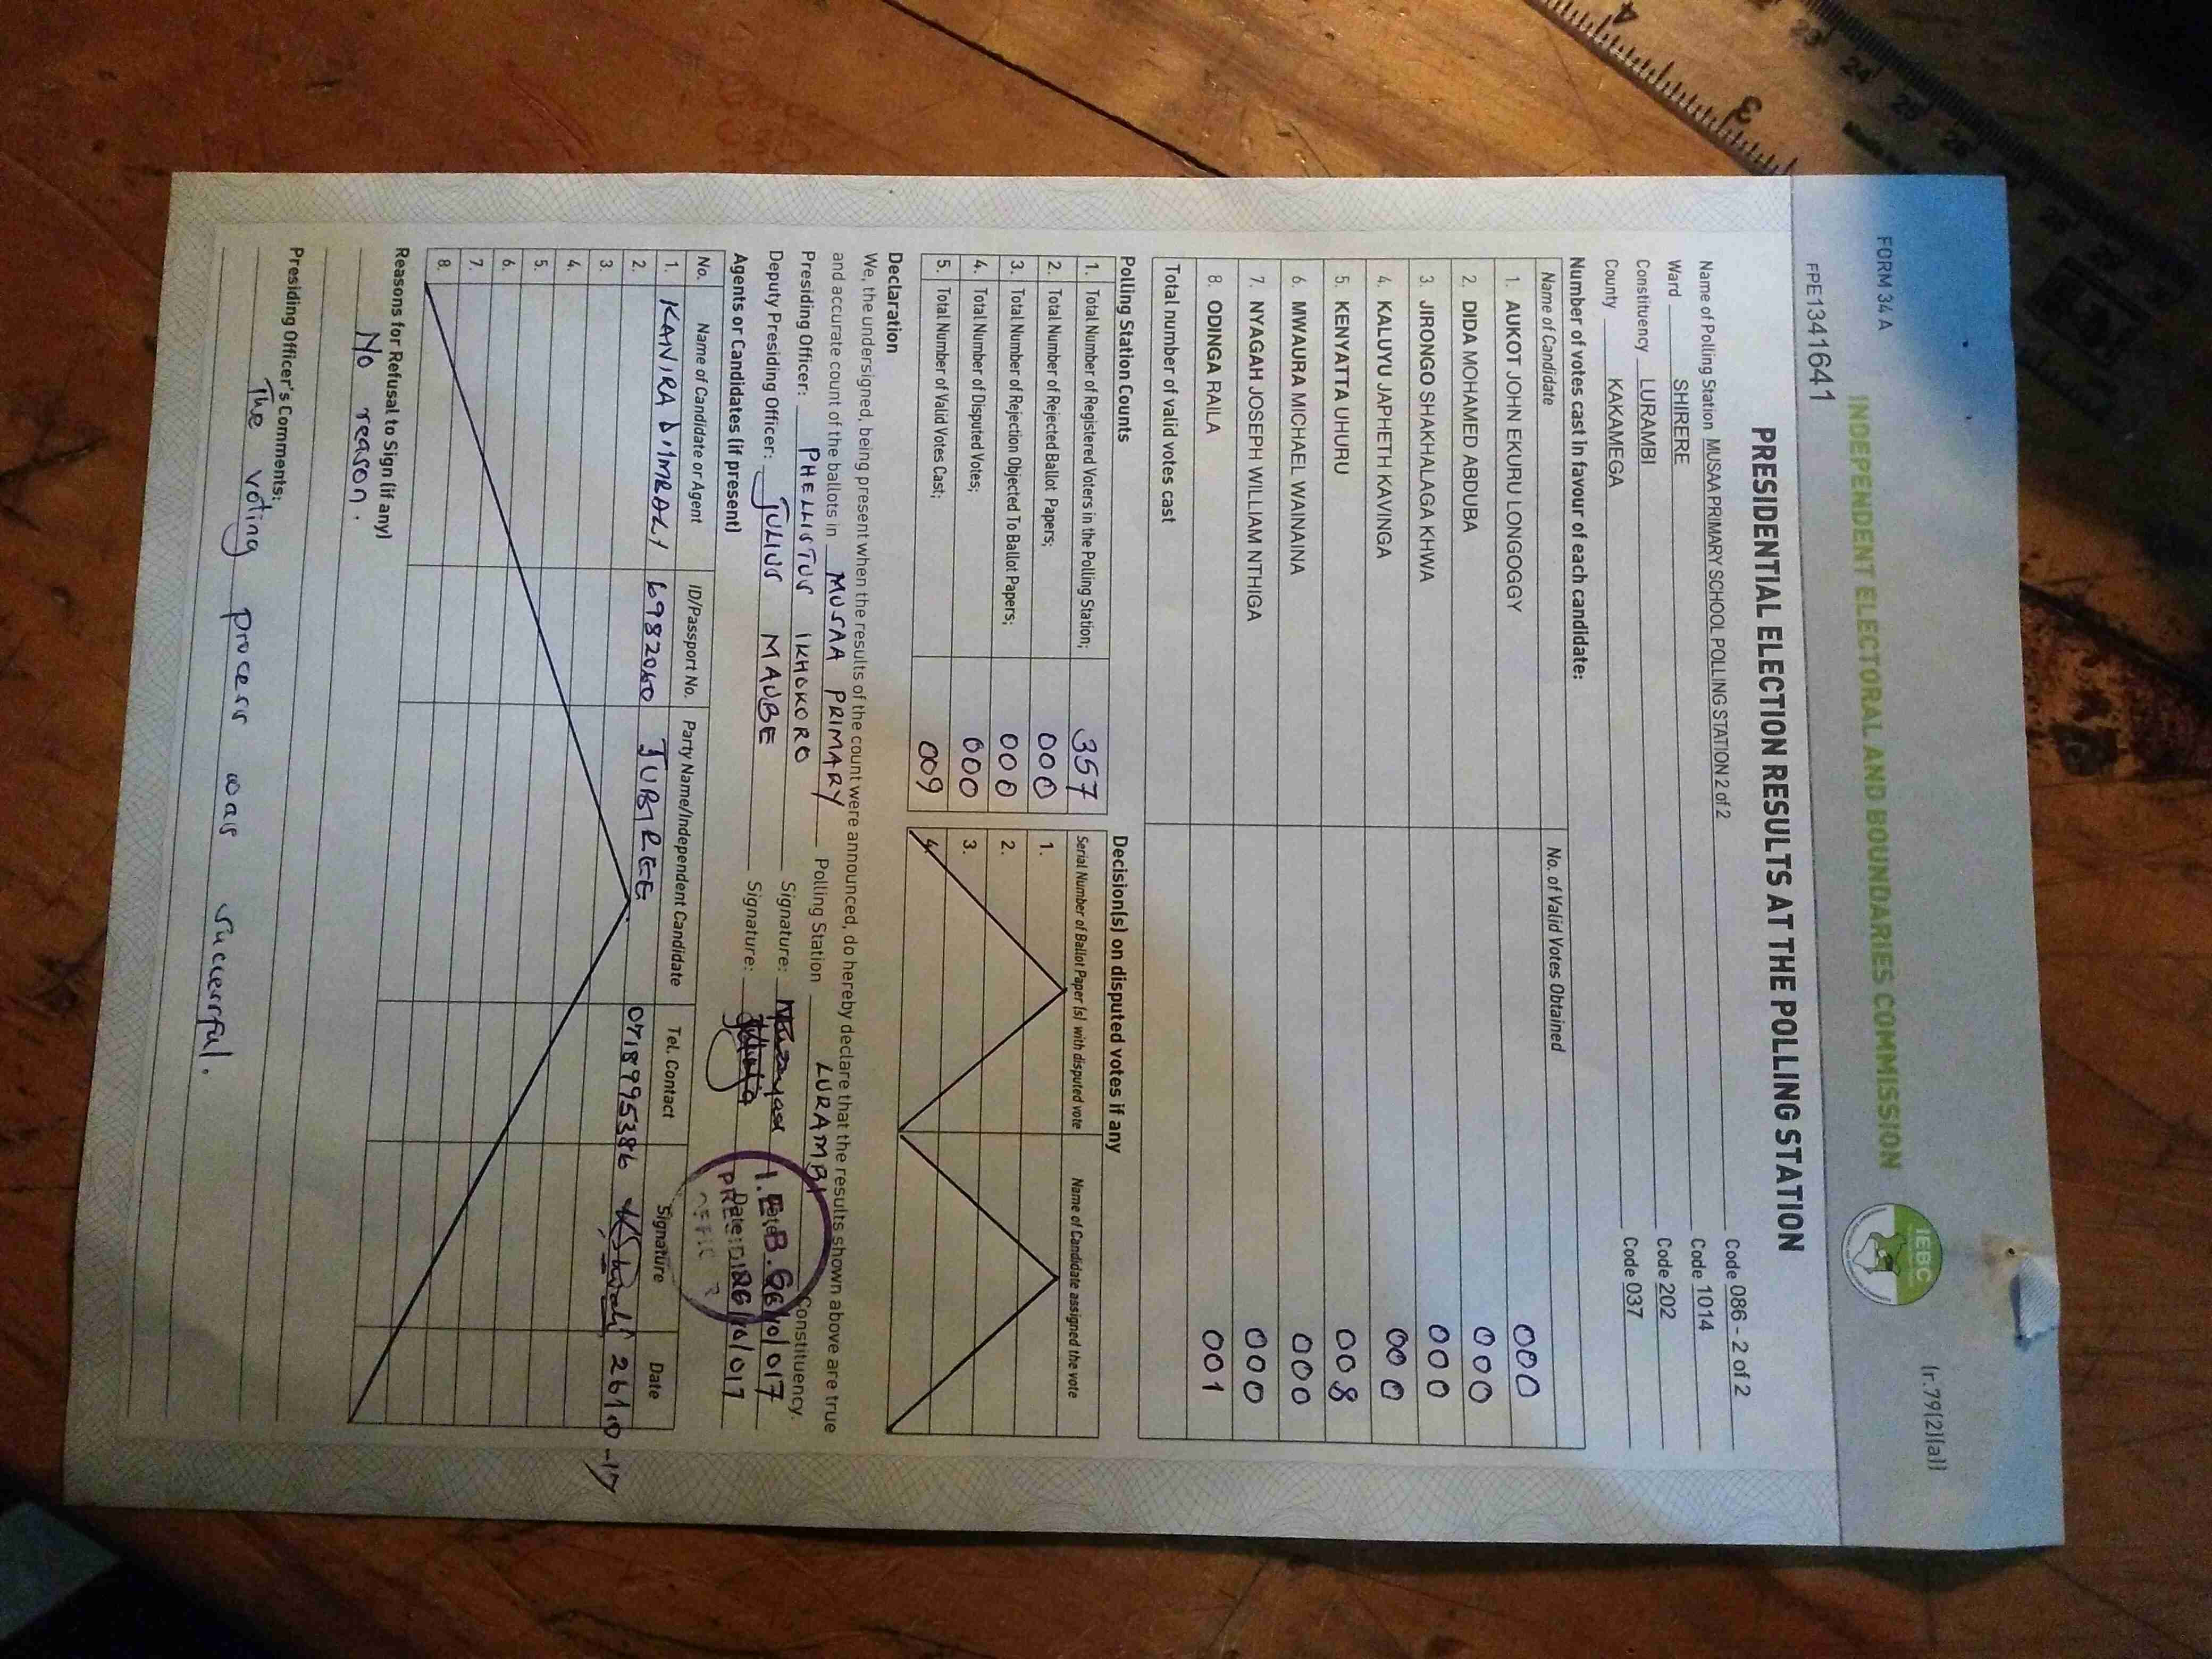 FORM 34 A
(r.79(2)(a))
INDEPENDENT ELECTORAL AND BOUNDARIES COMMISSION
IEBC
FPE1341641
PRESIDENTIAL ELECTION RESULTS AT THE POLLING STATION
Name of Polling Station MUSAA PRIMARY SCHOOL POLLING STATION 2 of 2 Code 086 - 2 of 2
Ward SHIRERE Code 1014
Constituency LURAMBI Code 202
County KAKAMEGA Code 037
Number of votes cast in favour of each candidate:
Name of Candidate No. of Valid Votes Obtained
1. AUKOT JOHN EKURU LONGOGGY 000
2. DIDA MOHAMED ABDUBA 000
3. JIRONGO SHAKHALAGA KHWA 000
4. KALUYU JAPHETH KAVINGA 000
5. KENYATTA UHURU 008
6. MWAURA MICHAEL WAINAINA 000
7. NYAGAH JOSEPH WILLIAM NTHIGA 000
8. ODINGA RAILA 001
Total number of valid votes cast
Polling Station Counts Decision(s) on disputed votes if any
1. Total Number of Registered Voters in the Polling Station; 357 Serial Number of Ballot Paper (s) with disputed vote Name of Candidate assigned the vote
2. Total Number of Rejected Ballot Papers; 000 1.
3. Total Number of Rejection Objected To Ballot Papers; 000 2.
4. Total Number of Disputed Votes; 000 3.
5. Total Number of Valid Votes Cast; 009 4.
Declaration
We, the undersigned, being present when the results of the count were announced, do hereby declare that the results shown above are true
and accurate count of the ballots in MUSAA PRIMARY Polling Station LURAMBI Constituency.
Presiding Officer: PHELLISTUS IKHOKORO Signature: /10/017
Deputy Presiding Officer: JULIUS MAUBE Signature: Date: 26/10/017
Agents or Candidates (if present)
No. Name of Candidate or Agent ID/Passport No. Party Name/Independent Candidate Tel. Contact Signature Date
1. KANIRA 6982060 JUBIREE 0718995386 26/10-17
2.
3.
4.
5.
6.
7.
8.
Reasons for Refusal to Sign (if any)
No reason.
Presiding Officer's Comments:
The voting process was successful.
4
3
23
24
25
26